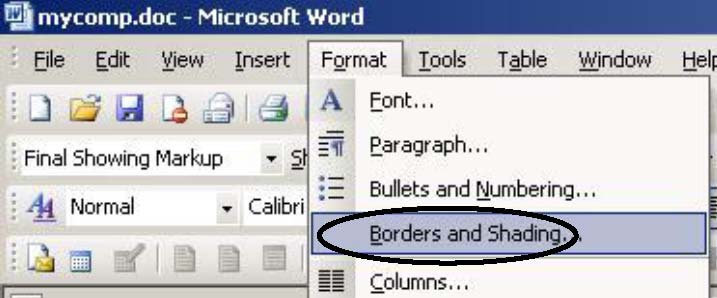 mycomp.doc - Microsoft Word
File Edit View Insert Format Tools Table Window Help
Font...
Final Showing Markup
Paragraph...
Bullets and Numbering...
Normal Calibri
Borders and Shading...
Columns...